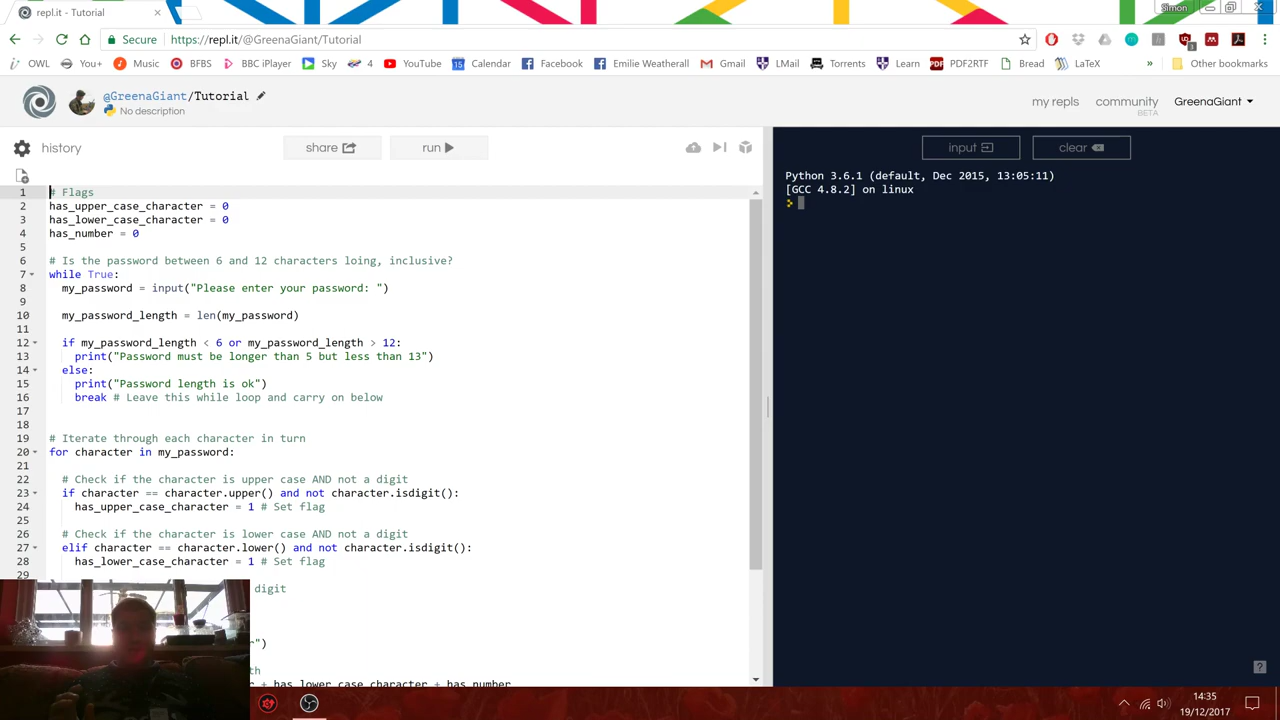 repl.it - Tutorial
Simon
Secure
https://repl.it/@GreenaGiant/Tutorial
OWL You+ Music BFBS BBC iPlayer Sky 4 YouTube Calendar Facebook Emilie Weatherall Gmail LMail Torrents Learn PDF2RTF Bread LaTeX » Other bookmarks
@GreenaGiant/Tutorial
No description
my repls
community
BETA
GreenaGiant
history
share
run
input
clear
1 # Flags
2 has_upper_case_character = 0
3 has_lower_case_character = 0
4 has_number = 0
5
6 # Is the password between 6 and 12 characters loing, inclusive?
7 while True:
8 my_password = input("Please enter your password: ")
9
10 my_password_length = len(my_password)
11
12 if my_password_length < 6 or my_password_length > 12:
13 print("Password must be longer than 5 but less than 13")
14 else:
15 print("Password length is ok")
16 break # Leave this while loop and carry on below
17
18
19 # Iterate through each character in turn
20 for character in my_password:
21
22 # Check if the character is upper case AND not a digit
23 if character == character.upper() and not character.isdigit():
24 has_upper_case_character = 1 # Set flag
25
26 # Check if the character is lower case AND not a digit
27 elif character == character.lower() and not character.isdigit():
28 has_lower_case_character = 1 # Set flag
29
digit
")
th
+ has_lower_case_character + has_number
Python 3.6.1 (default, Dec 2015, 13:05:11)
[GCC 4.8.2] on linux
?
14:35
19/12/2017